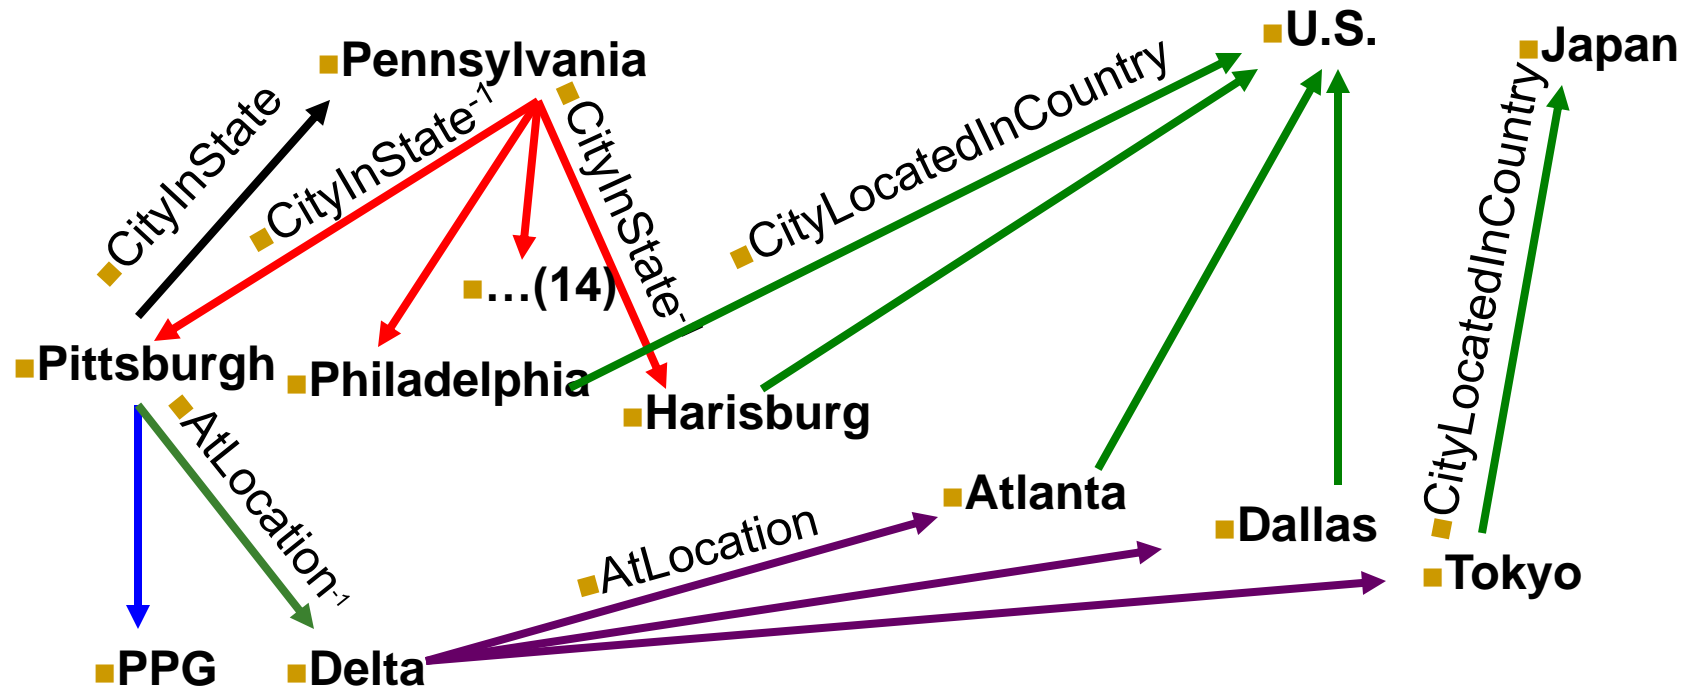 U.S.
Japan
Pennsylvania
CityInState
CityInState-1
CityInState-1
CityLocatedInCountry
CityLocatedInCountry
…(14)
Pittsburgh
Philadelphia
Harisburg
AtLocation-1
Atlanta
Dallas
AtLocation
Tokyo
PPG
Delta